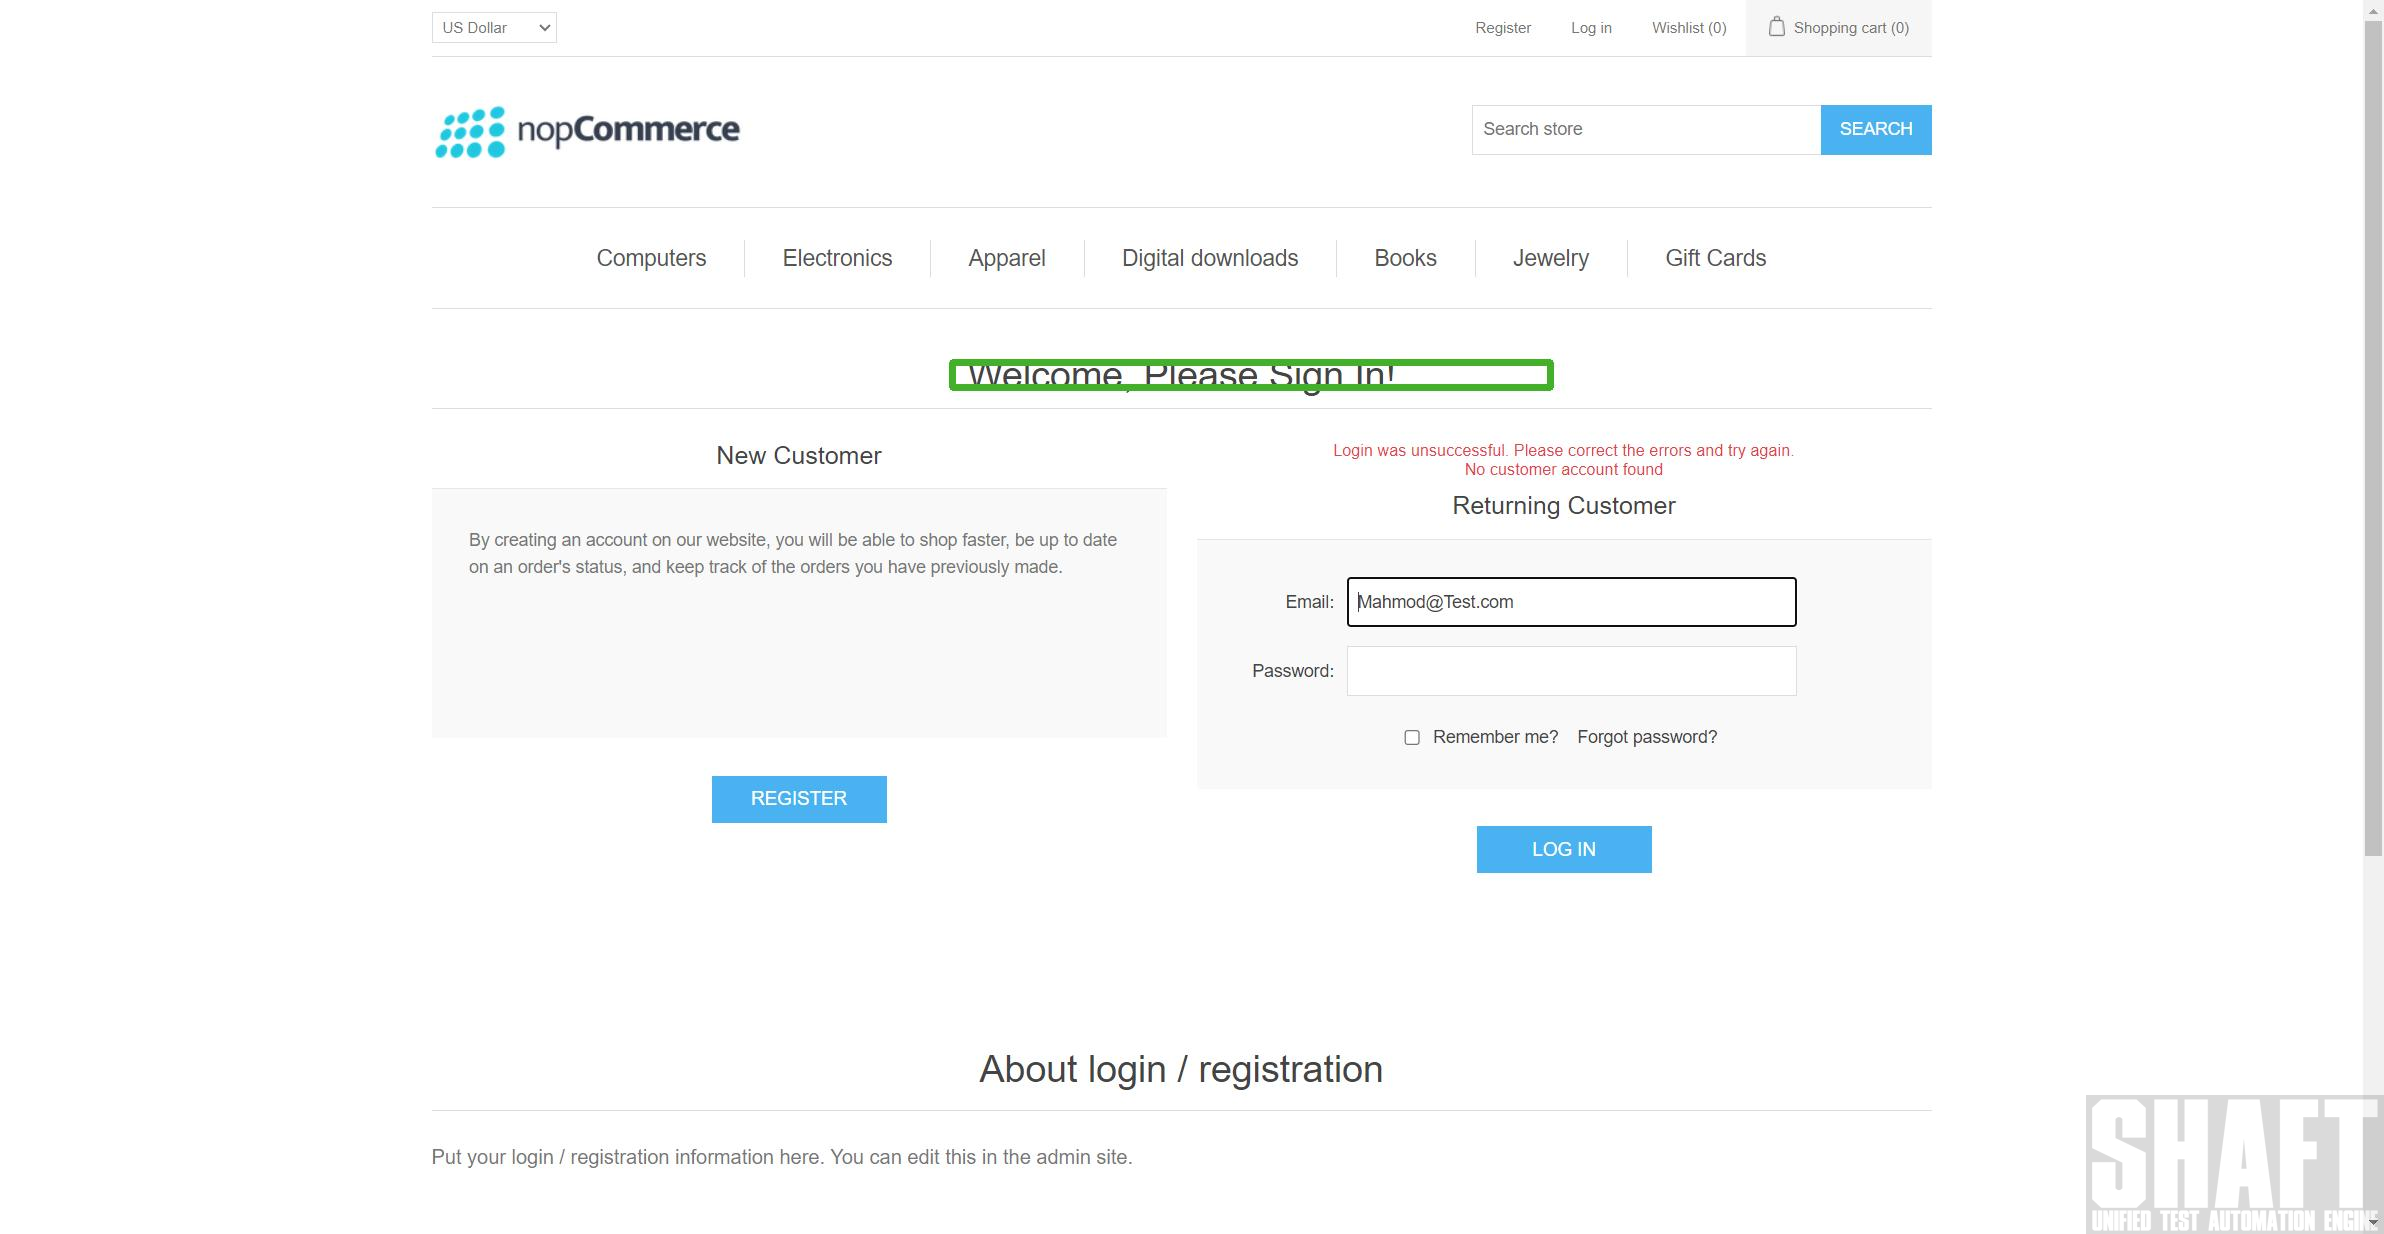 US Dollar
Register
Log in
Wishlist (0)
Shopping cart (0)
nopCommerce
Search store
SEARCH
Computers
Electronics
Apparel
Digital downloads
Books
Jewelry
Gift Cards
Welcome, Please Sign In!
New Customer
By creating an account on our website, you will be able to shop faster, be up to date
on an order's status, and keep track of the orders you have previously made.
REGISTER
Login was unsuccessful. Please correct the errors and try again.
No customer account found
Returning Customer
Email:
Mahmod@Test.com
Password:
Remember me?
Forgot password?
LOG IN
About login / registration
Put your login / registration information here. You can edit this in the admin site.
SHAFT
UNIFIED TEST AUTOMATION ENGINE